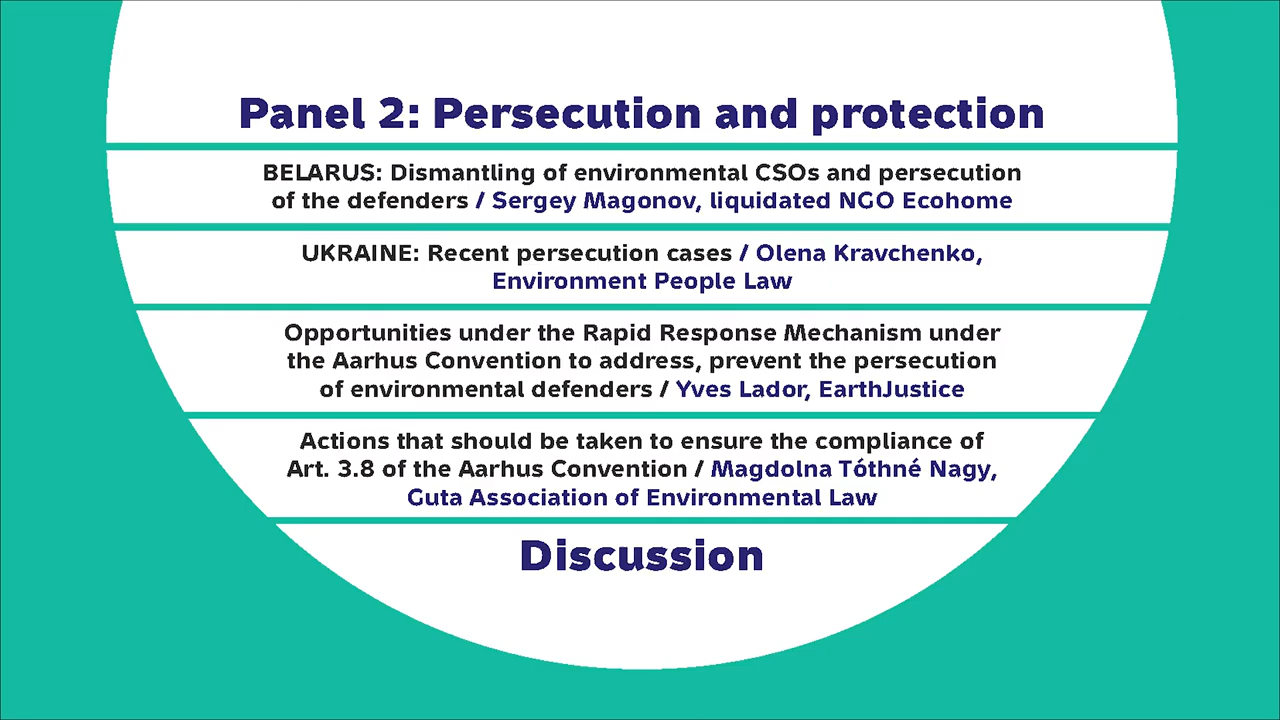 Panel 2: Persecution and protection
BELARUS: Dismantling of environmental CSOs and persecution
of the defenders / Sergey Magonov, liquidated NGO Ecohome
UKRAINE: Recent persecution cases / Olena Kravchenko,
Environment People Law
Opportunities under the Rapid Response Mechanism under
the Aarhus Convention to address, prevent the persecution
of environmental defenders / Yves Lador, EarthJustice
Actions that should be taken to ensure the compliance of
Art. 3.8 of the Aarhus Convention / Magdolna Tóthné Nagy,
Guta Association of Environmental Law
Discussion